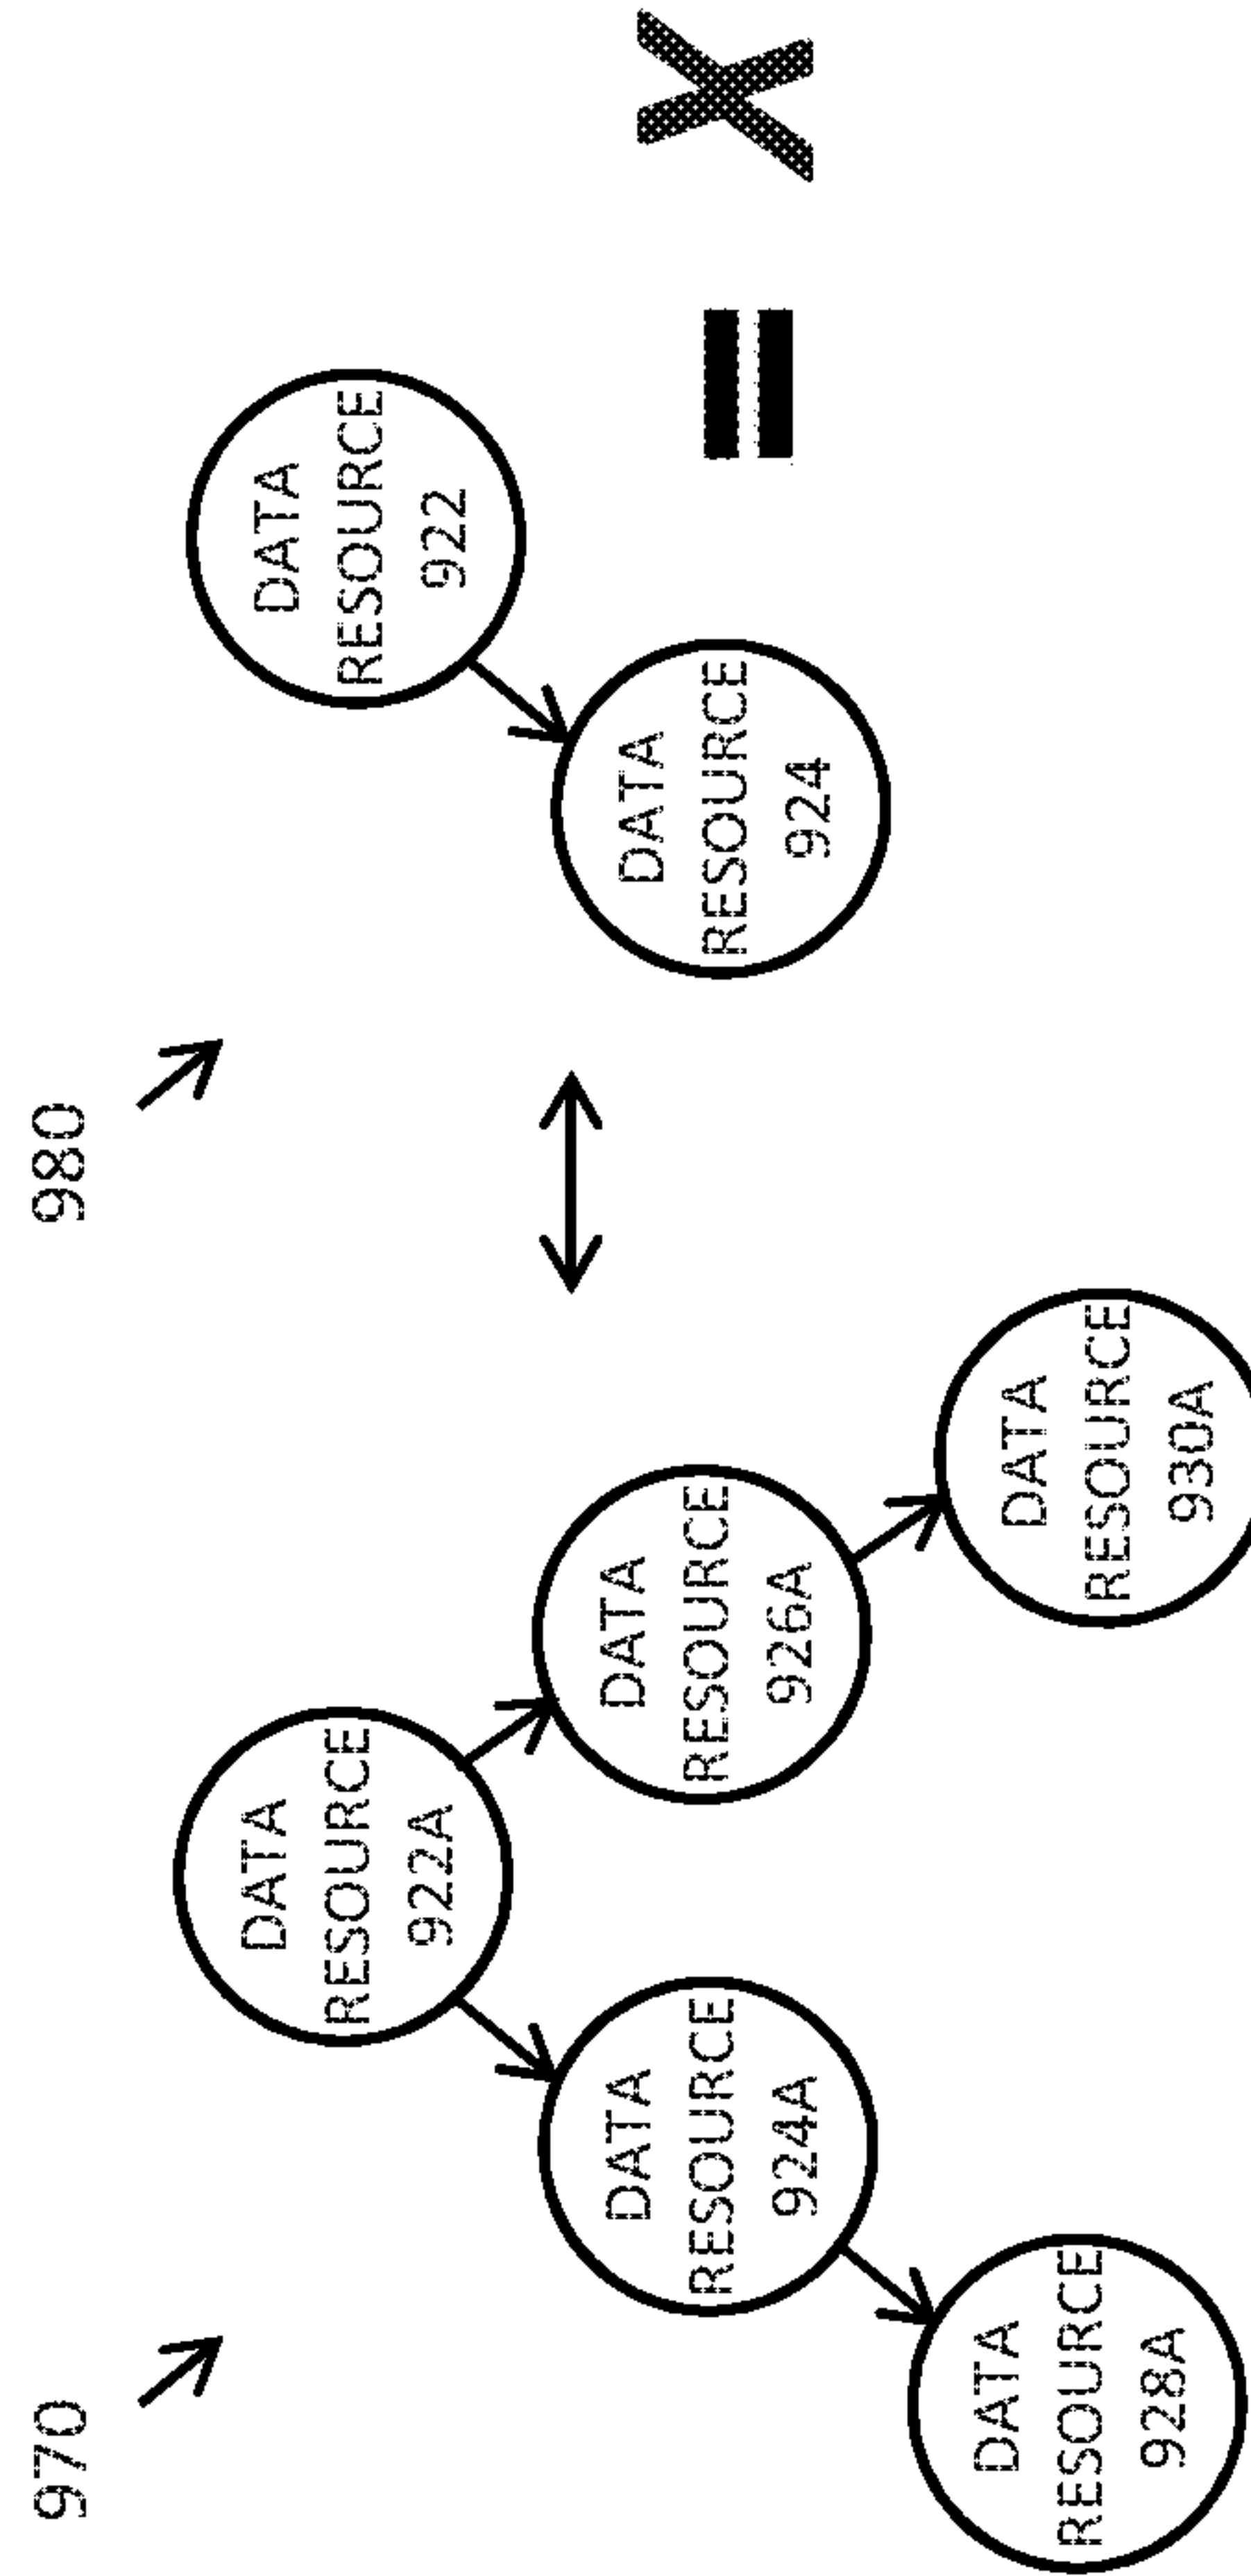 970
980
DATA
RESOURCE
922A
DATA
RESOURCE
924A
DATA
RESOURCE
926A
DATA
RESOURCE
928A
DATA
RESOURCE
930A
DATA
RESOURCE
922
DATA
RESOURCE
924
=
X